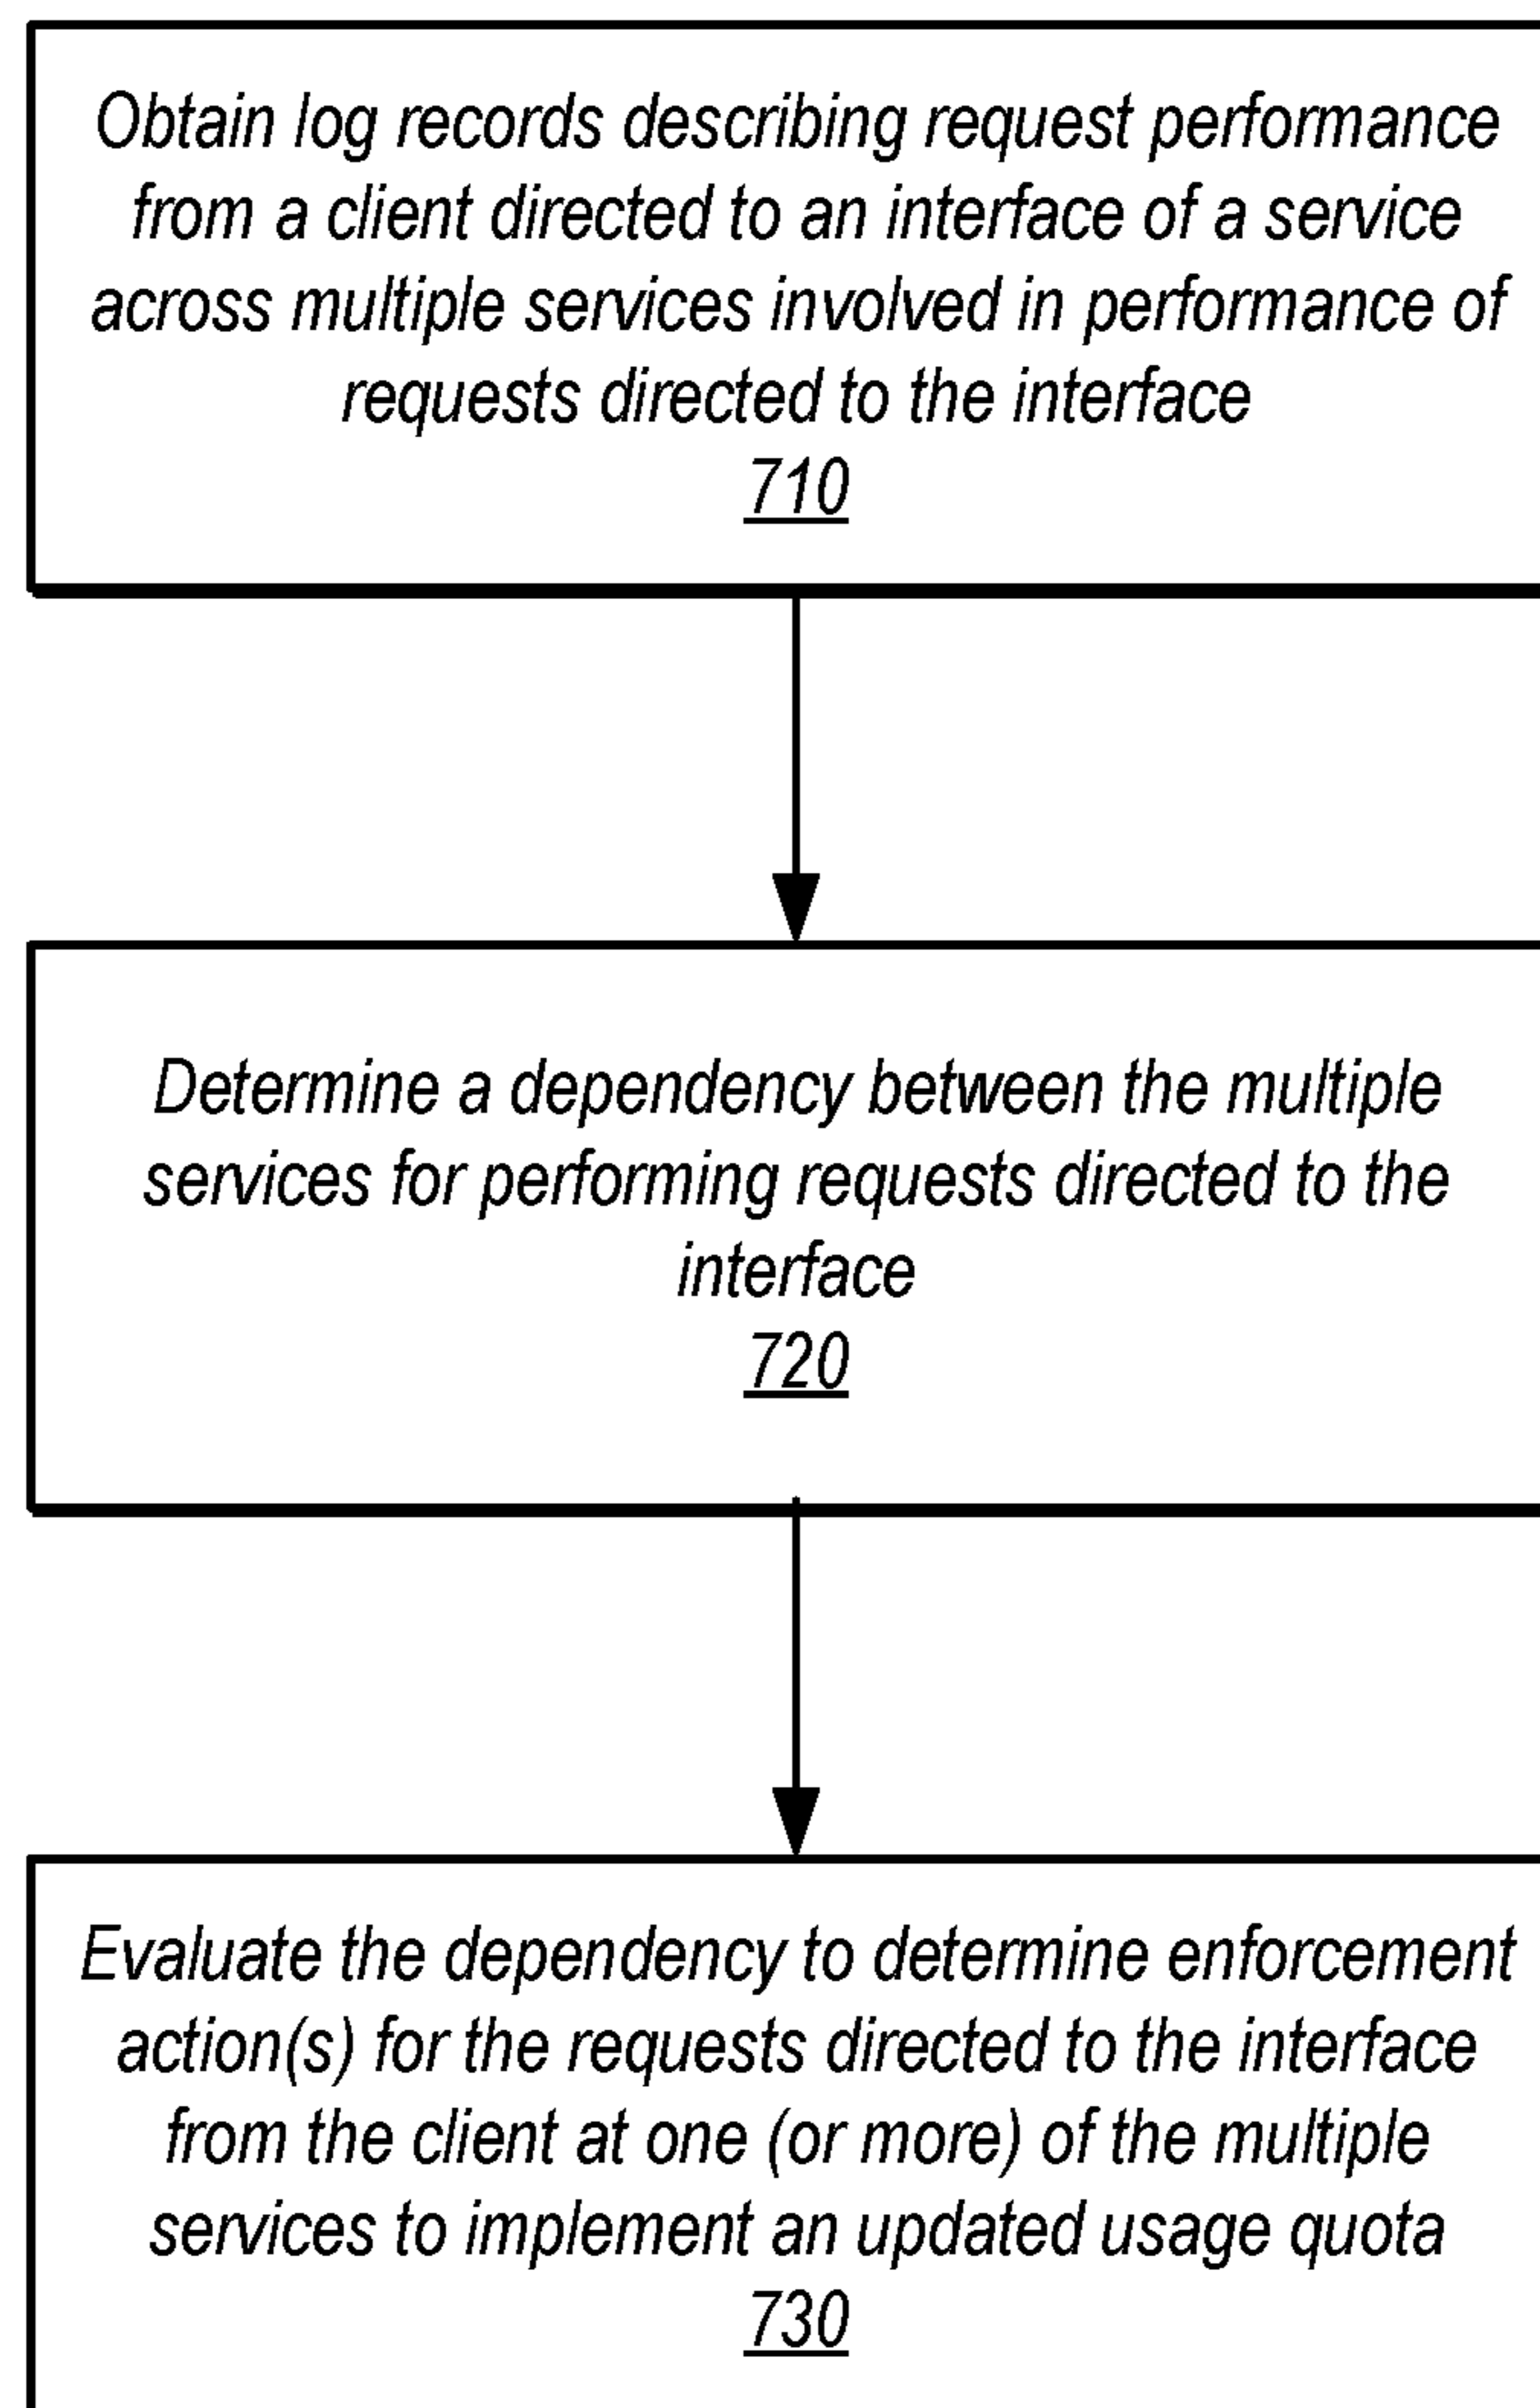 Obtain log records describing request performance
from a client directed to an interface of a service
across multiple services involved in performance of
requests directed to the interface
710
Determine a dependency between the multiple
services for performing requests directed to the
interface
720
Evaluate the dependency to determine enforcement
action(s) for the requests directed to the interface
from the client at one (or more) of the multiple
services to implement an updated usage quota
730